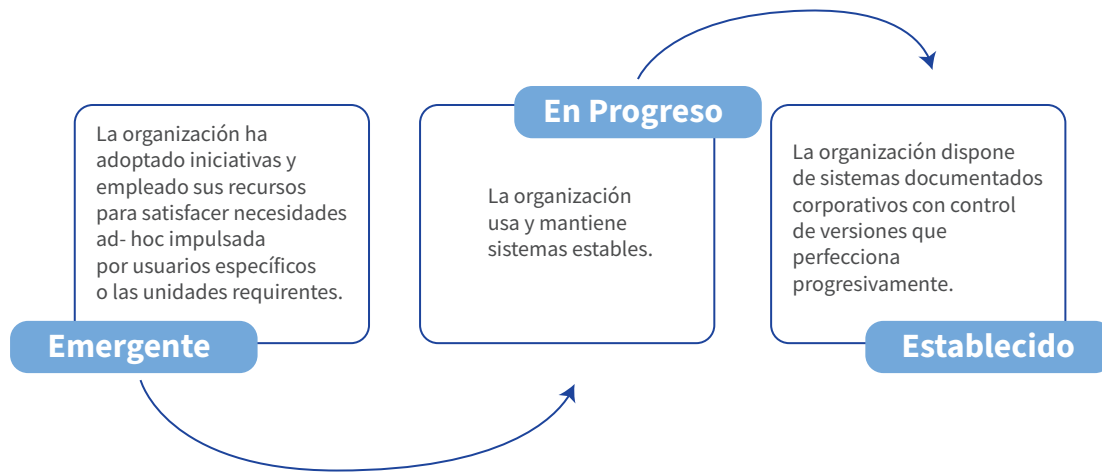 La organización ha
adoptado iniciativas y
empleado sus recursos
para satisfacer necesidades
ad- hoc impulsada
por usuarios específicos
o las unidades requirentes.
Emergente
En Progreso
La organización
usa y mantiene
sistemas estables.
La organización dispone
de sistemas documentados
corporativos con control
de versiones que
perfecciona
progresivamente.
Establecido